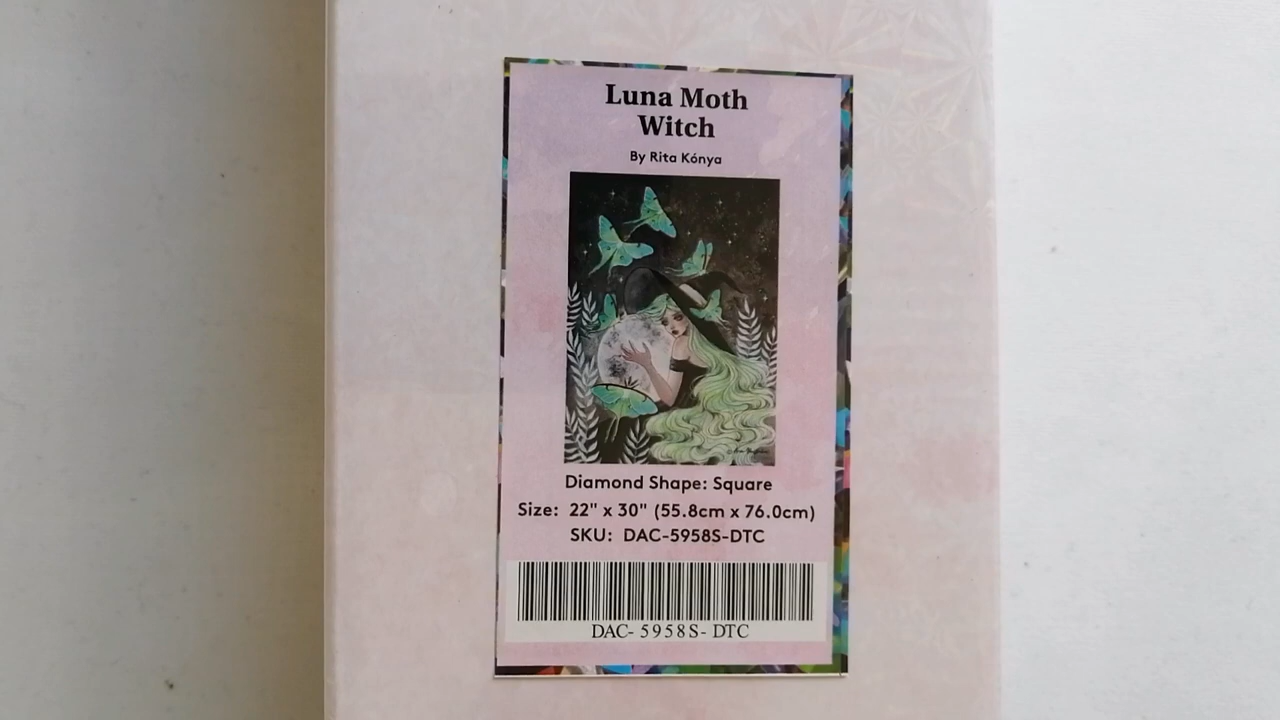 Luna Moth
Witch
By Rita Kónya
Diamond Shape: Square
Size: 22" x 30" (55.8cm x 76.0cm)
SKU: DAC-5958S-DTC
DAC- 5958S- DTC